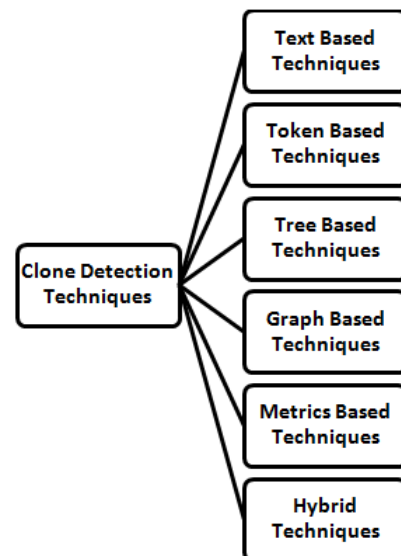 Clone Detection
Techniques
Text Based
Techniques
Token Based
Techniques
Tree Based
Techniques
Graph Based
Techniques
Metrics Based
Techniques
Hybrid
Techniques